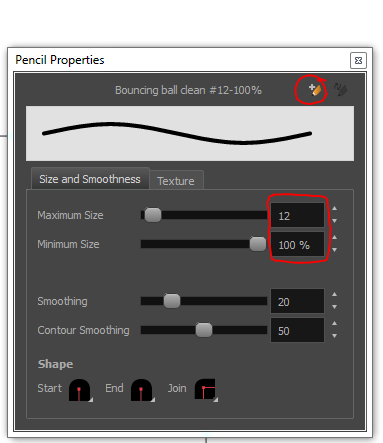 Pencil Properties
Bouncing ball clean #12-100%
Size and Smoothness Texture
Maximum Size 12
Minimum Size 100 %
Smoothing 20
Contour Smoothing 50
Shape
Start End Join